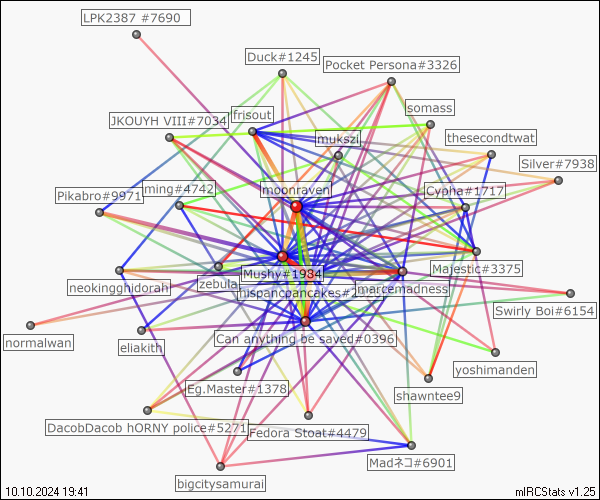 LPK2387 #7690
Duck#1245
Pocket Persona#3326
somass
frisout
JKOUYH VIII#7034
mukszi
thesecondtwat
Silver#7938
ming#4742
moonraven
Cypha#1717
Pikabro#9971
Majestic#3375
Mushy#1984
zebula
neokingghidorah
marcemadness
hispancpancakes#
Swirly Boi#6154
Can anything be saved#0396
normalwan
eliakith
yoshimanden
Eg.Master#1378
shawntee9
DacobDacob hORNY police#5271
Fedora Stoat#4479
Madネコ#6901
bigcitysamurai
10.10.2024 19:41
mIRCStats v1.25